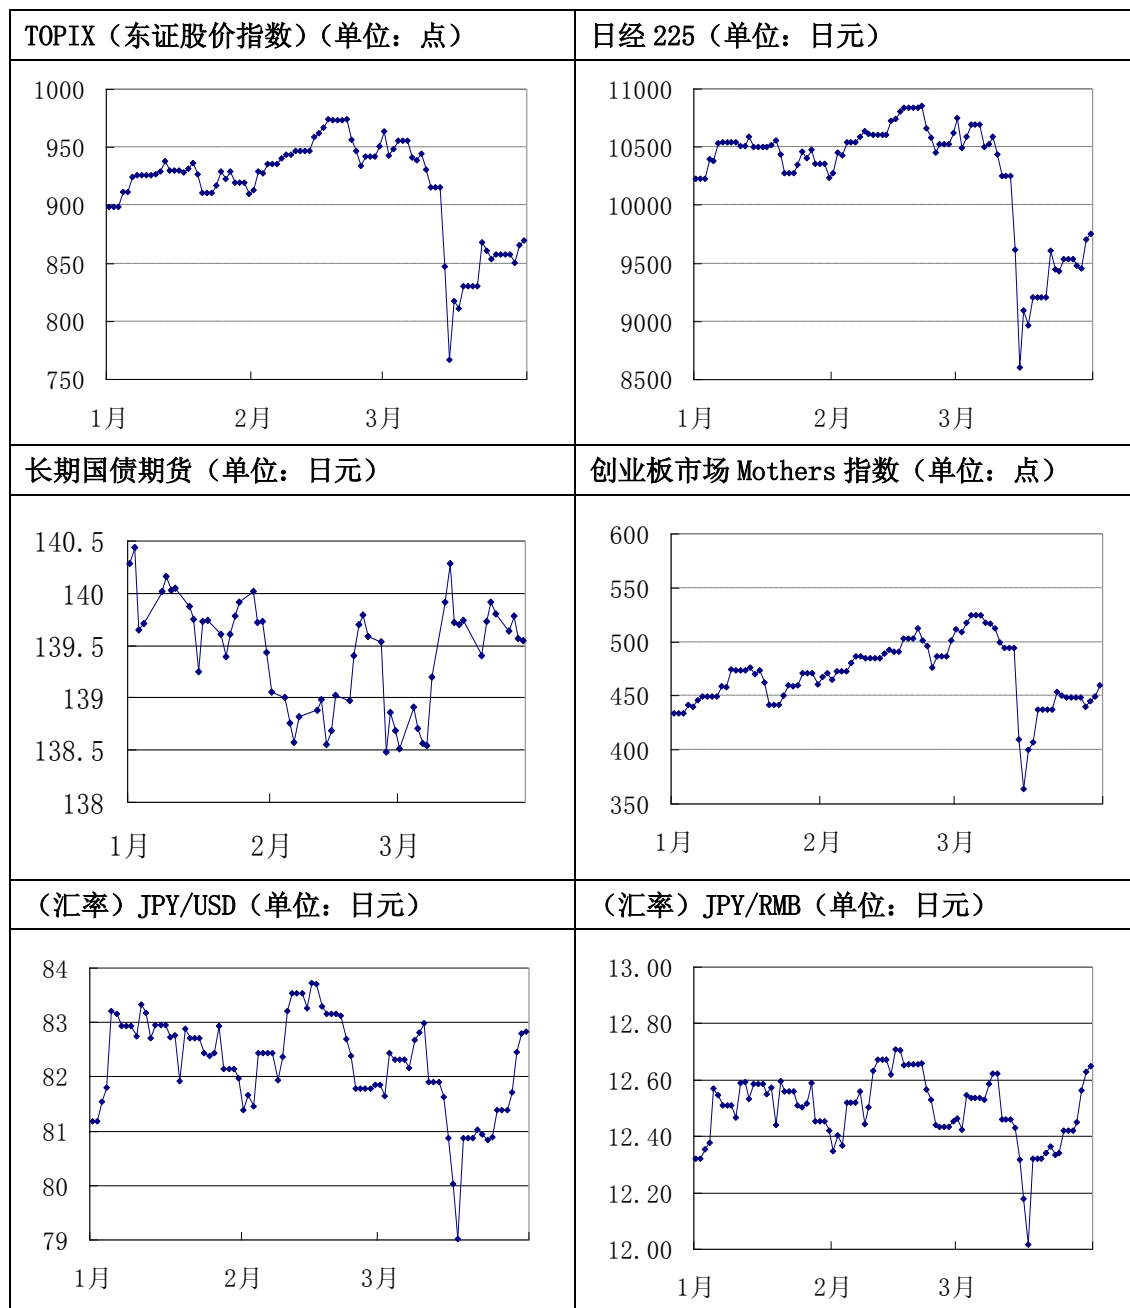 TOPIX（东证股价指数）（单位：点）
日经 225（单位：日元）
1000
950
900
850
800
750
1月
2月
3月
11000
10500
10000
9500
9000
8500
1月
2月
3月
长期国债期货（单位：日元）
创业板市场 Mothers 指数（单位：点）
140.5
140
139.5
139
138.5
138
1月
2月
3月
600
550
500
450
400
350
1月
2月
3月
（汇率）JPY/USD（单位：日元）
（汇率）JPY/RMB（单位：日元）
84
83
82
81
80
79
1月
2月
3月
13.00
12.80
12.60
12.40
12.20
12.00
1月
2月
3月